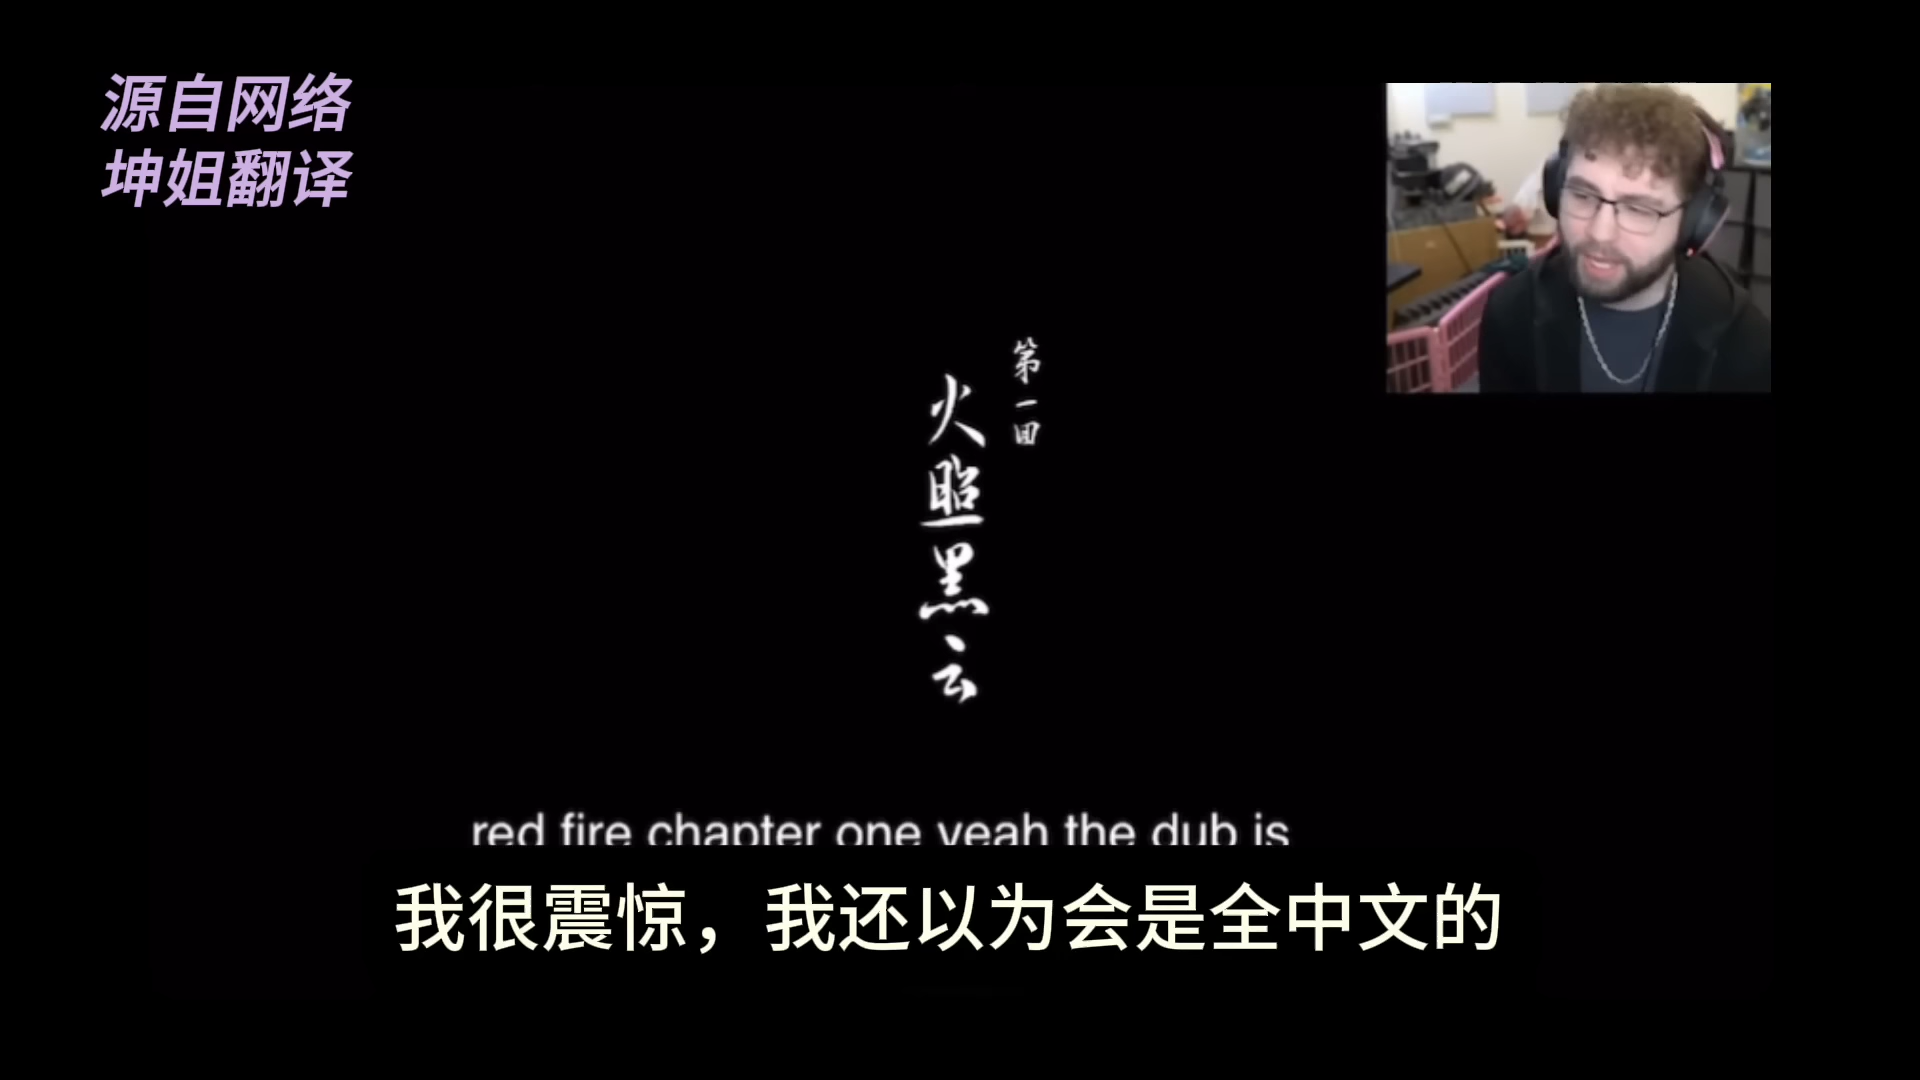 源自网络
坤姐翻译
第一回
火照黑云
red fire chapter one yeah the dub is
我很震惊，我还以为会是全中文的